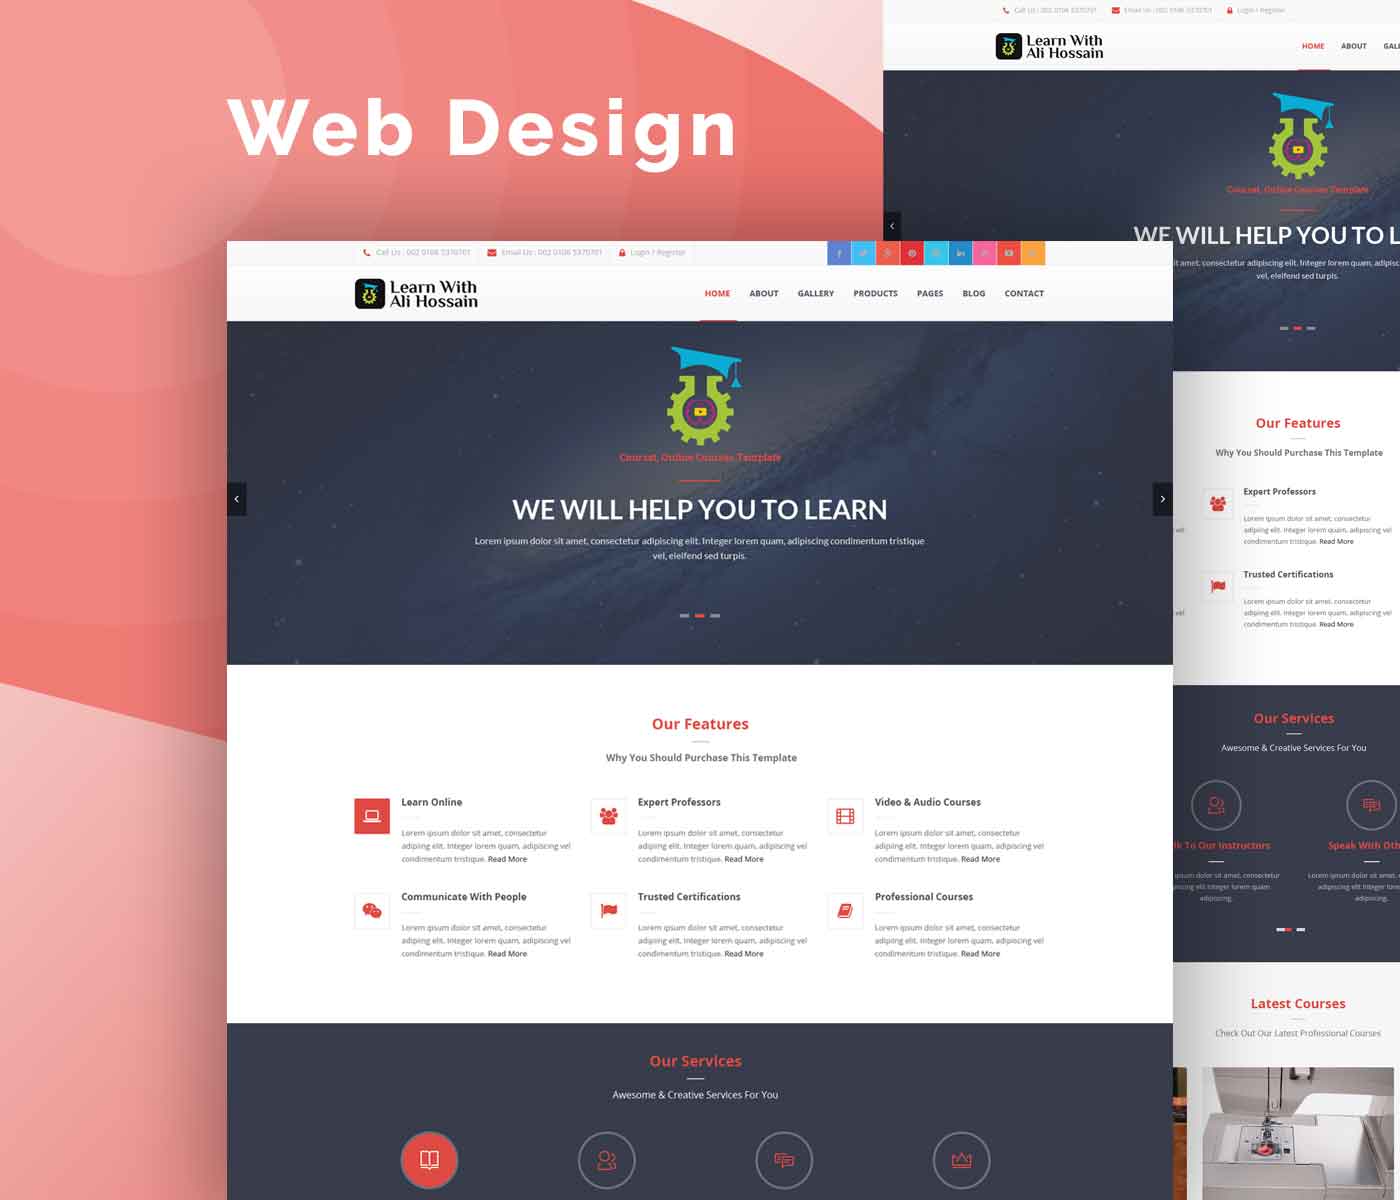 Web Design
Call Us : 002 0106 5370701
Email Us : 002 0106 5370701
Login / Register
Learn With
Ali Hossain
HOME
ABOUT
GALLERY
PRODUCTS
PAGES
BLOG
CONTACT
Coursat, Online Courses Template
WE WILL HELP YOU TO LEARN
Lorem ipsum dolor sit amet, consectetur adipiscing elit. Integer lorem quam, adipiscing condimentum tristique
vel, eleifend sed turpis.
Our Features
Why You Should Purchase This Template
Learn Online
Lorem ipsum dolor sit amet, consectetur
adipiing elit. Integer lorem quam, adipiscing vel
condimentum tristique. Read More
Expert Professors
Lorem ipsum dolor sit amet, consectetur
adipiing elit. Integer lorem quam, adipiscing vel
condimentum tristique. Read More
Video & Audio Courses
Lorem ipsum dolor sit amet, consectetur
adipiing elit. Integer lorem quam, adipiscing vel
condimentum tristique. Read More
Communicate With People
Lorem ipsum dolor sit amet, consectetur
adipiing elit. Integer lorem quam, adipiscing vel
condimentum tristique. Read More
Trusted Certifications
Lorem ipsum dolor sit amet, consectetur
adipiing elit. Integer lorem quam, adipiscing vel
condimentum tristique. Read More
Professional Courses
Lorem ipsum dolor sit amet, consectetur
adipiing elit. Integer lorem quam, adipiscing vel
condimentum tristique. Read More
Our Services
Awesome & Creative Services For You
Call Us : 002 0106 5370701
Email Us : 002 0106 5370701
Login / Register
Learn With
Ali Hossain
HOME
ABOUT
Coursat, Online Courses Template
WE WILL HELP YOU TO L
it amet, consectetur adipiscing elit. Integer lorem quam, adipisc
vel, eleifend sed turpis.
Our Features
Why You Should Purchase This Template
Expert Professors
Lorem ipsum dolor sit amet, consectetur
adipiing elit. Integer lorem quam, adipiscing vel
condimentum tristique. Read More
Trusted Certifications
Lorem ipsum dolor sit amet, consectetur
adipiing elit. Integer lorem quam, adipiscing vel
condimentum tristique. Read More
Our Services
Awesome & Creative Services For You
To Our Instructors
ipsum dolor sit amet, consectetur
elit Integer lorem quam
adipiscing.
Speak With Oth
Lorem ipsum dolor sit amet,
adipiscing elit Integer lorem
adipiscing.
Latest Courses
Check Out Our Latest Professional Courses